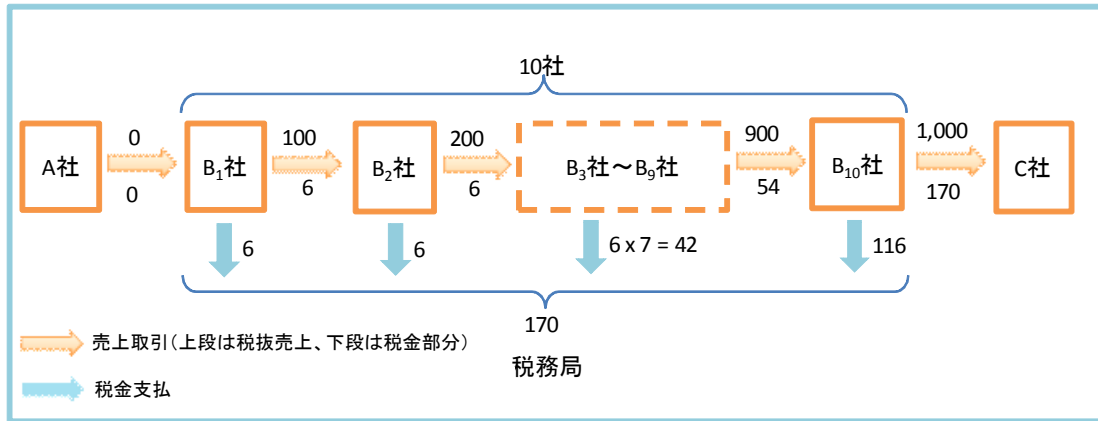 10社
A社
0
0
B₁社
100
6
B₂社
200
6
B₃社～B₉社
900
54
B₁₀社
1,000
170
C社
6
6
6 x 7 = 42
116
170
税務局
売上取引(上段は税抜売上、下段は税金部分)
税金支払